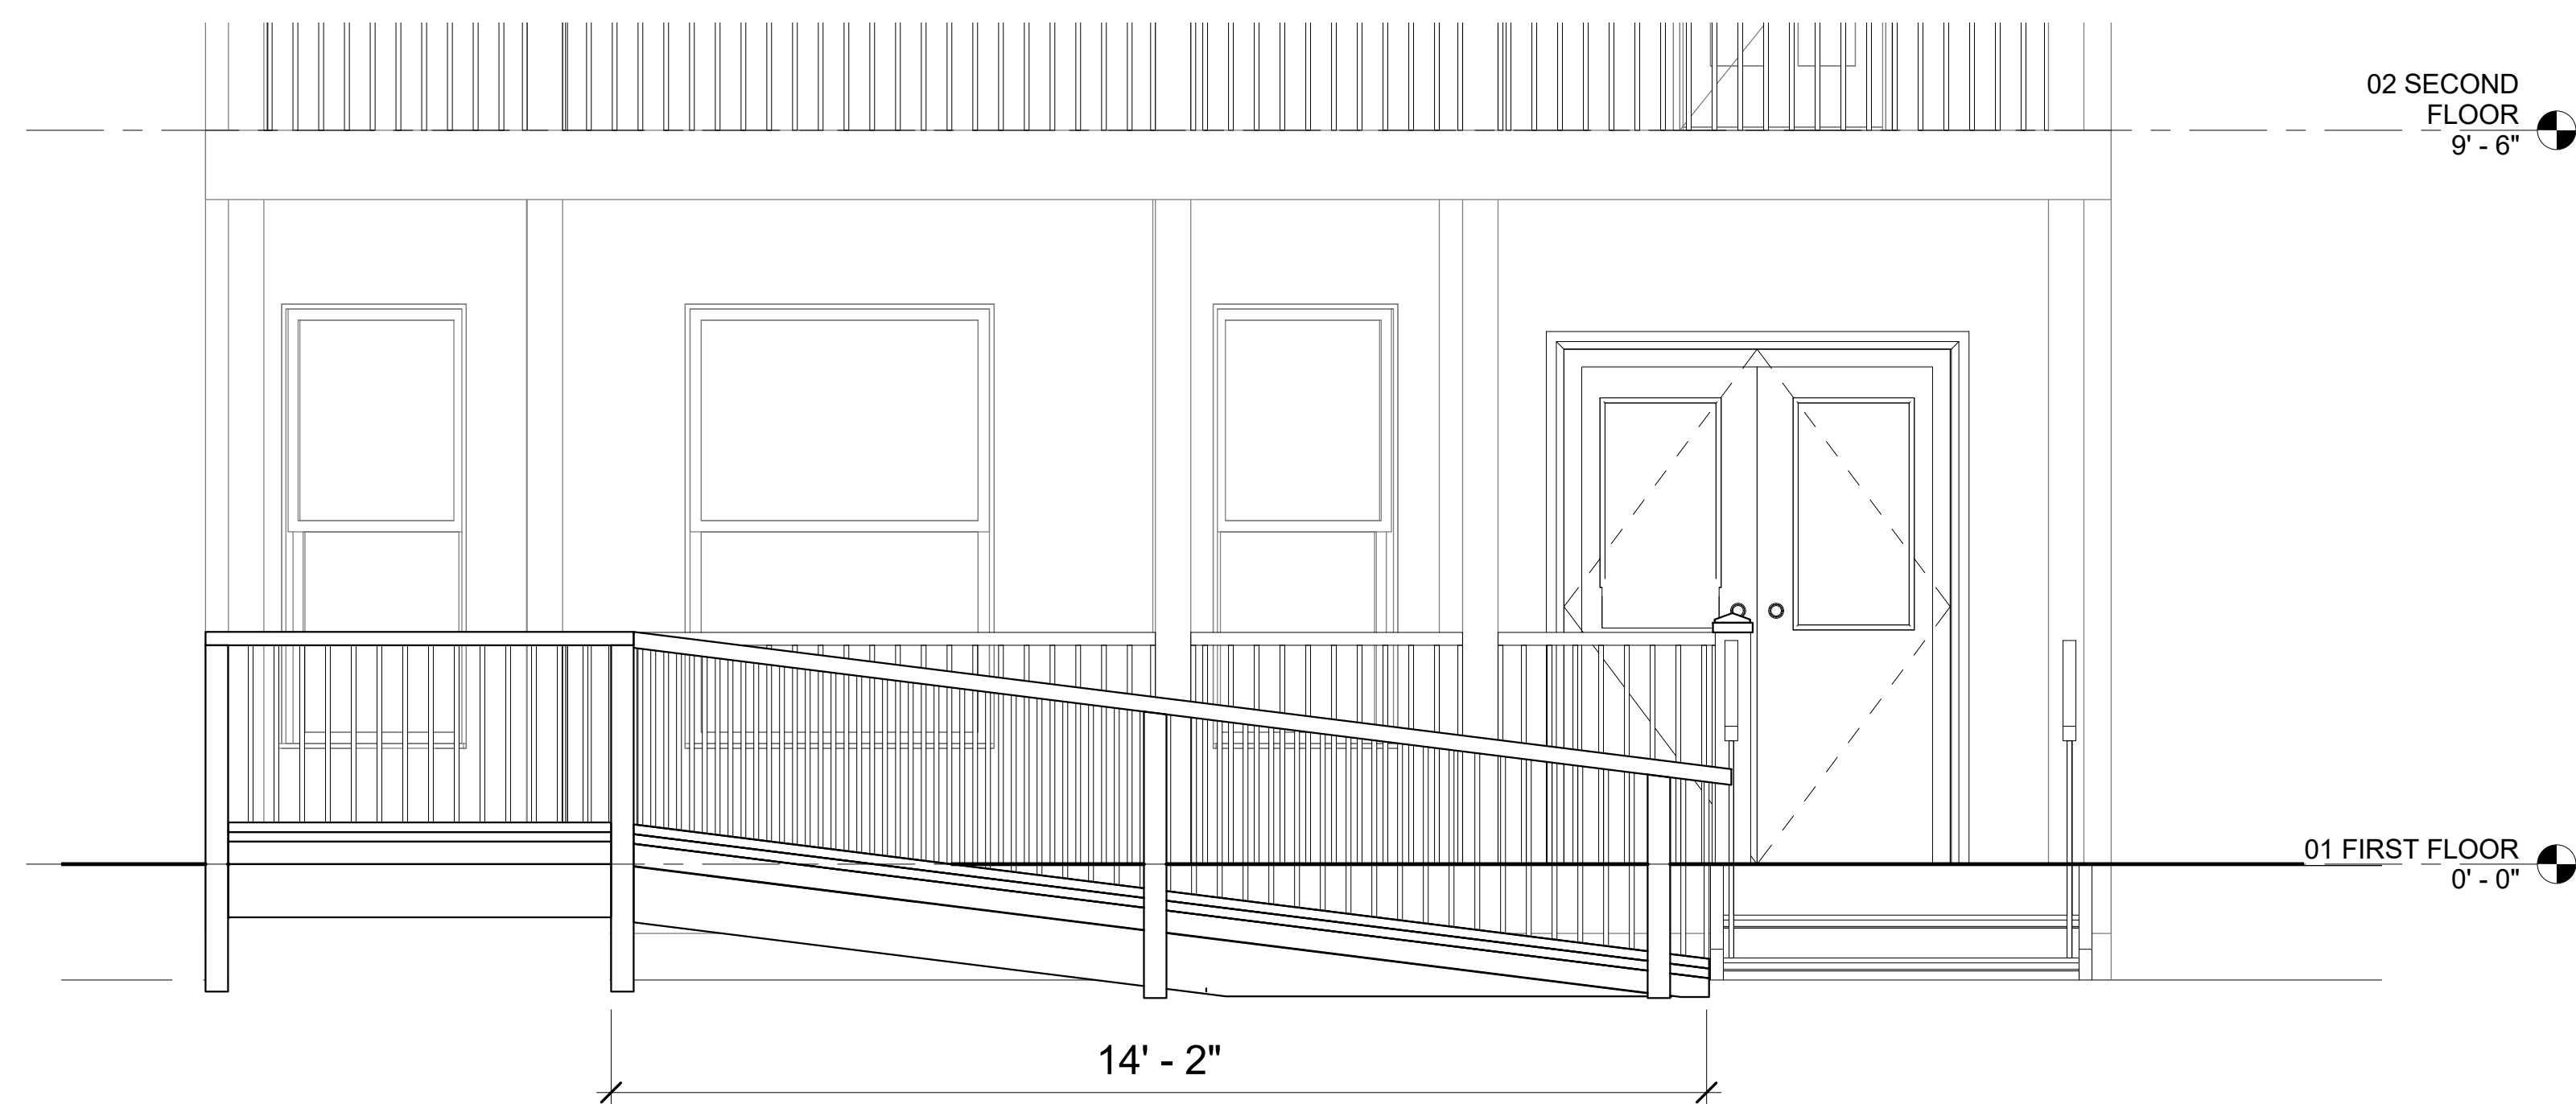 02 SECOND
FLOOR
9' - 6"
01 FIRST FLOOR
0' - 0"
14' - 2"